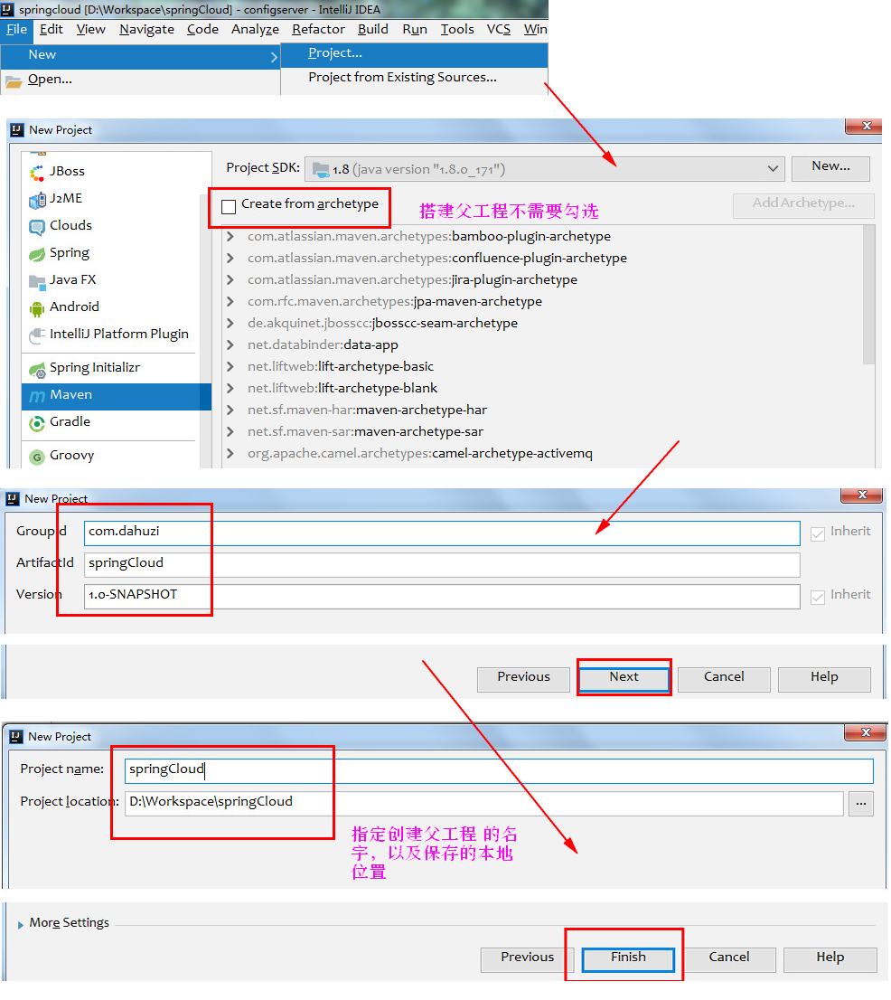 springcloud [D:\Workspace\springCloud] - configserver - IntelliJ IDEA
File Edit View Navigate Code Analyze Refactor Build Run Tools VCS Win
New Project...
Open... Project from Existing Sources...
New Project
JBoss
J2ME
Clouds
Spring
Java FX
Android
IntelliJ Platform Plugin
Spring Initializr
Maven
Gradle
Groovy
Project SDK: 1.8 (java version "1.8.0_171") New...
Create from archetype 搭建父工程不需要勾选 Add Archetype...
com.atlassian.maven.archetypes:bamboo-plugin-archetype
com.atlassian.maven.archetypes:confluence-plugin-archetype
com.atlassian.maven.archetypes:jira-plugin-archetype
com.rfc.maven.archetypes:jpa-maven-archetype
de.akquinet.jbosscc:jbosscc-seam-archetype
net.databinder:data-app
net.liftweb:lift-archetype-basic
net.liftweb:lift-archetype-blank
net.sf.maven-har:maven-archetype-har
net.sf.maven-sar:maven-archetype-sar
org.apache.camel.archetypes:camel-archetype-activemq
New Project
GroupId com.dahuzi Inherit
ArtifactId springCloud
Version 1.0-SNAPSHOT Inherit
Previous Next Cancel Help
New Project
Project name: springCloud
Project location: D:\Workspace\springCloud ...
指定创建父工程 的名
字，以及保存的本地
位置
More Settings
Previous Finish Cancel Help